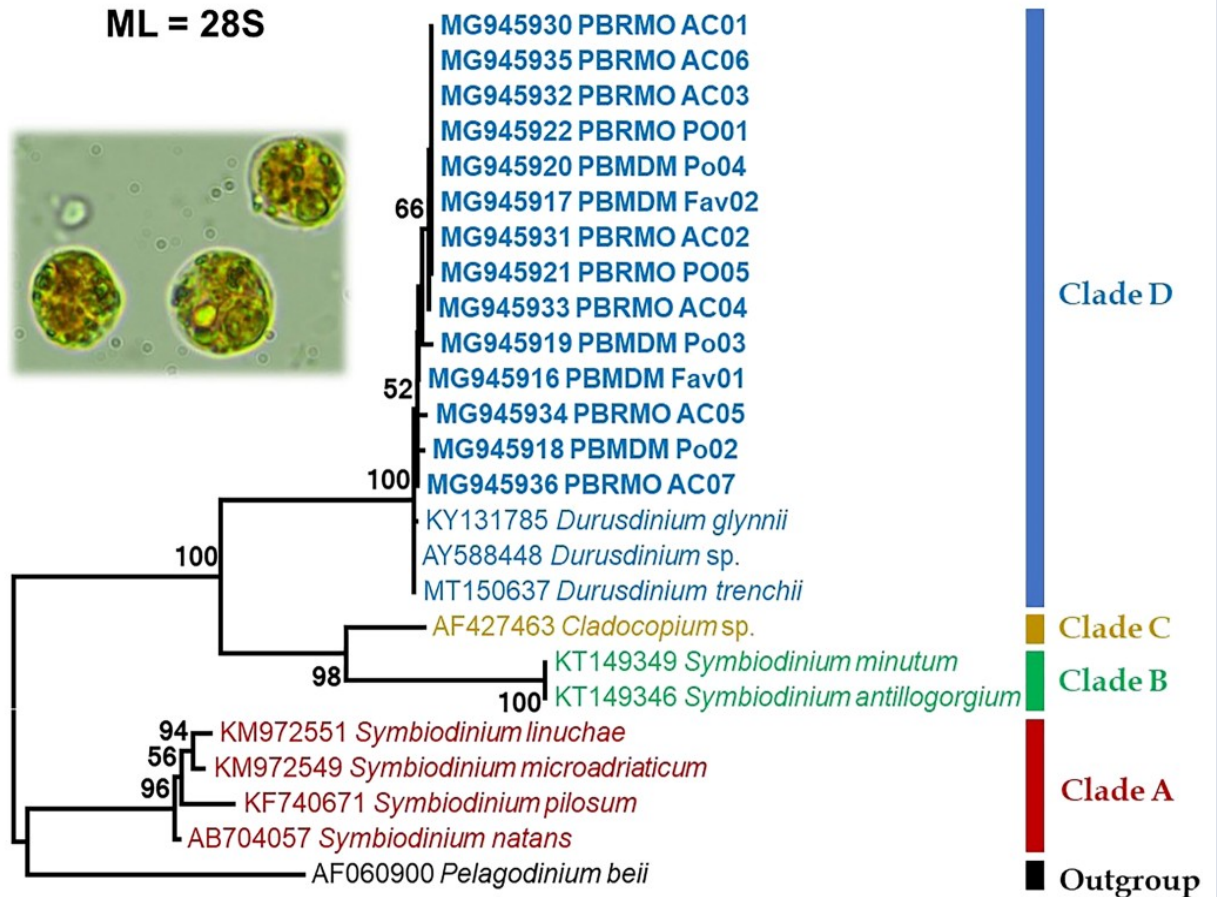 ML = 28S
MG945930 PBRMO AC01
MG945935 PBRMO AC06
MG945932 PBRMO AC03
MG945922 PBRMO PO01
MG945920 PBMDM Po04
MG945917 PBMDM Fav02
66
MG945931 PBRMO AC02
MG945921 PBRMO PO05
MG945933 PBRMO AC04
MG945919 PBMDM Po03
MG945916 PBMDM Fav01
52
MG945934 PBRMO AC05
MG945918 PBMDM Po02
100
MG945936 PBRMO AC07
KY131785 Durusdinium glynnii
AY588448 Durusdinium sp.
MT150637 Durusdinium trenchii
Clade D
100
AF427463 Cladocopium sp.
Clade C
98
KT149349 Symbiodinium minutum
KT149346 Symbiodinium antillogorgium
100
Clade B
94
KM972551 Symbiodinium linuchae
56
KM972549 Symbiodinium microadriaticum
96
KF740671 Symbiodinium pilosum
AB704057 Symbiodinium natans
Clade A
AF060900 Pelagodinium beii
Outgroup